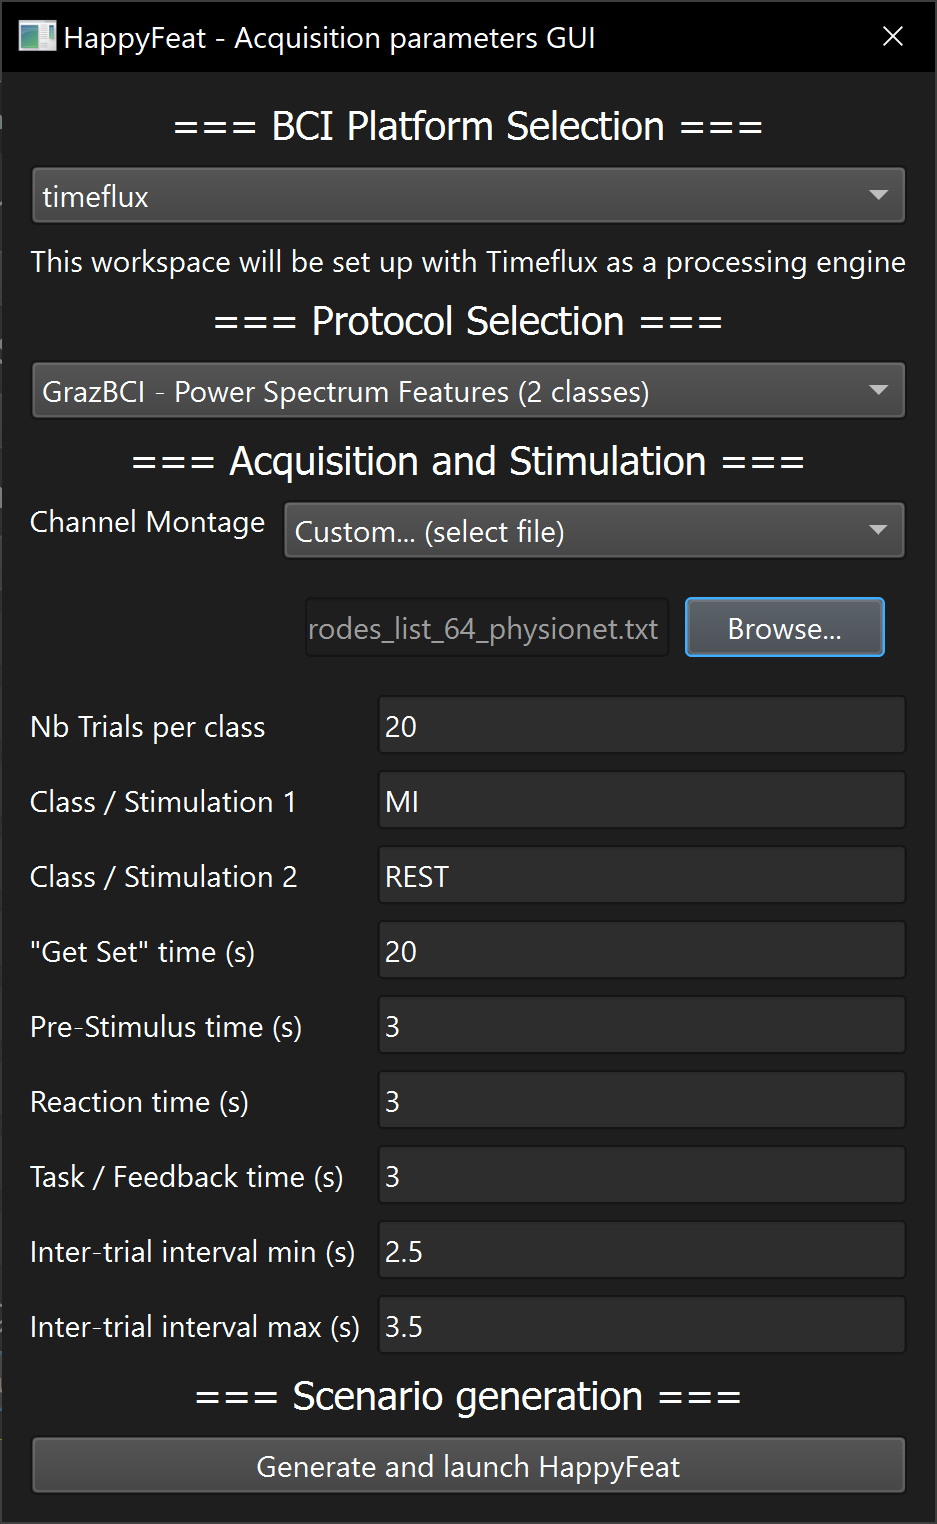 HappyFeat - Acquisition parameters GUI
=== BCI Platform Selection ===
timeflux
This workspace will be set up with Timeflux as a processing engine
=== Protocol Selection ===
GrazBCI - Power Spectrum Features (2 classes)
=== Acquisition and Stimulation ===
Channel Montage Custom... (select file)
rodes_list_64_physionet.txt Browse...
Nb Trials per class 20
Class / Stimulation 1 MI
Class / Stimulation 2 REST
"Get Set" time (s) 20
Pre-Stimulus time (s) 3
Reaction time (s) 3
Task / Feedback time (s) 3
Inter-trial interval min (s) 2.5
Inter-trial interval max (s) 3.5
=== Scenario generation ===
Generate and launch HappyFeat